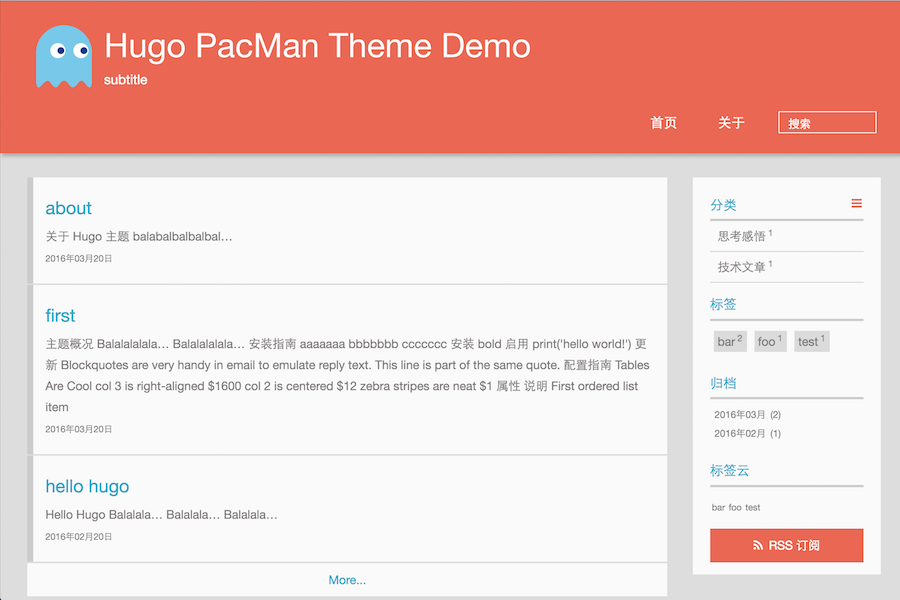 Hugo PacMan Theme Demo
subtitle
首页 关于 搜索
about
关于 Hugo 主题 balabalbalbalbal…
2016年03月20日
first
主题概况 Balalalalala… Balalalalala… 安装指南 aaaaaaa bbbbbbb ccccccc 安装 bold 启用 print('hello world!') 更
新 Blockquotes are very handy in email to emulate reply text. This line is part of the same quote. 配置指南 Tables
Are Cool col 3 is right-aligned $1600 col 2 is centered $12 zebra stripes are neat $1 属性 说明 First ordered list
item
2016年03月20日
hello hugo
Hello Hugo Balalala… Balalala… Balalala…
2016年02月20日
More...
分类
思考感悟 1
技术文章 1
标签
bar 2 foo 1 test 1
归档
2016年03月 (2)
2016年02月 (1)
标签云
bar foo test
RSS 订阅